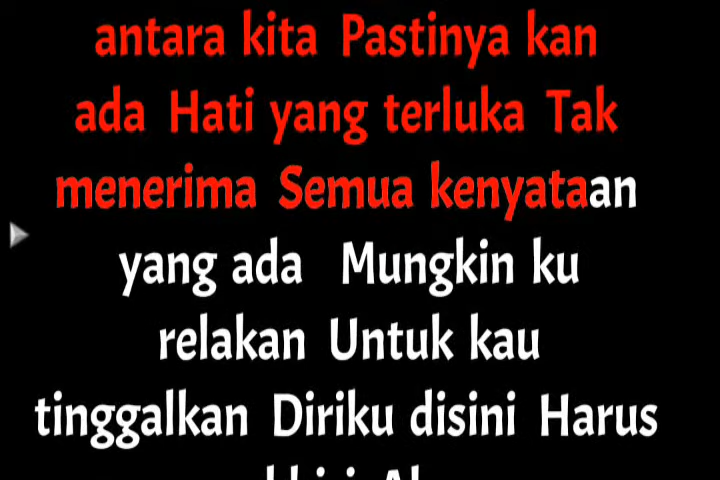 antara kita Pastinya kan
ada Hati yang terluka Tak
menerima Semua kenyataan
yang ada Mungkin ku
relakan Untuk kau
tinggalkan Diriku disini Harus